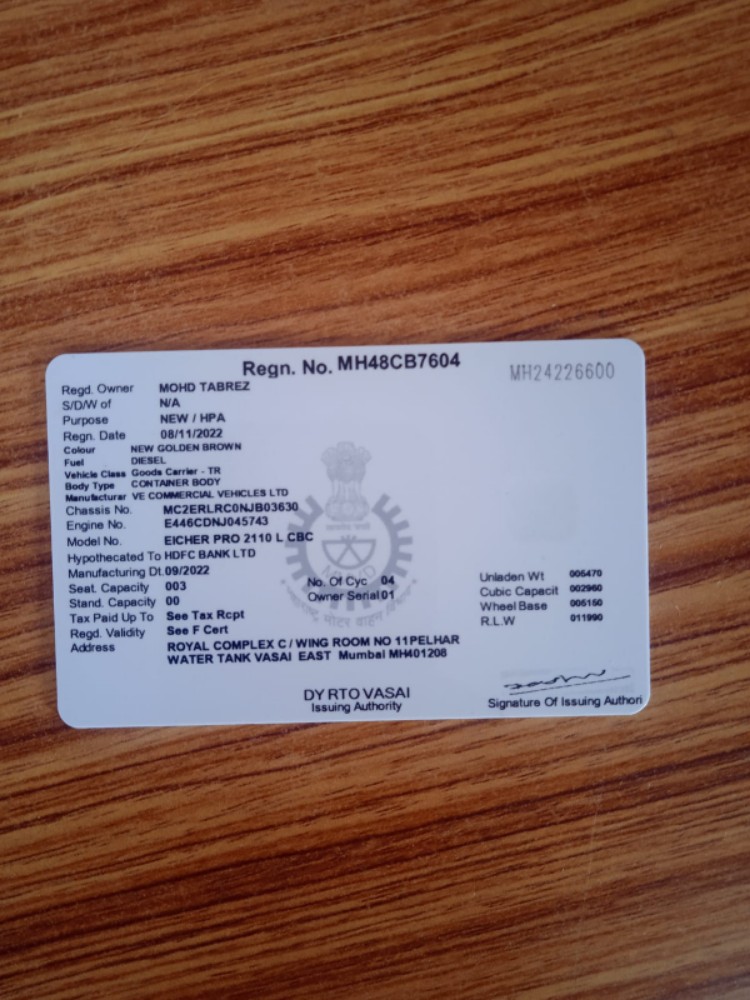 Regn. No. MH48CB7604
MH24226600
Regd. Owner MOHD TABREZ
S/D/W of N/A
Purpose NEW / HPA
Regn. Date 08/11/2022
Colour NEW GOLDEN BROWN
Fuel DIESEL
Vehicle Class Goods Carrier - TR
Body Type CONTAINER BODY
Manufacturar VE COMMERCIAL VEHICLES LTD
Chassis No. MC2ERLRC0NJB03630
Engine No. E446CDNJ045743
Model No. EICHER PRO 2110 L CBC
Hypothecated To HDFC BANK LTD
Manufacturing Dt. 09/2022
Seat. Capacity 003 No. Of Cyc 04 Unladen Wt 005470
Stand. Capacity 00 Owner Serial 01 Cubic Capacit 002960
Tax Paid Up To See Tax Rcpt Wheel Base 005150
Regd. Validity See F Cert R.L.W 011990
Address ROYAL COMPLEX C / WING ROOM NO 11PELHAR
WATER TANK VASAI EAST Mumbai MH401208
DY RTO VASAI
Issuing Authority
Signature Of Issuing Authori